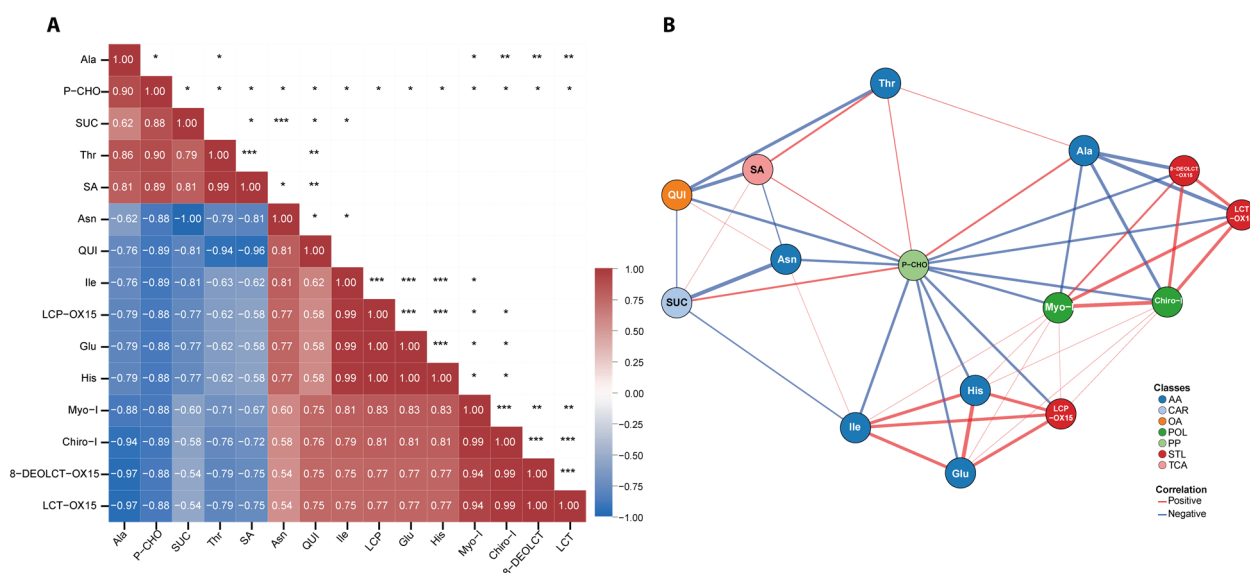 A
B
Ala 1.00 * * * ** ** **
P−CHO 0.90 1.00 * * * * * * * * * * * * *
SUC 0.62 0.88 1.00 * *** * *
Thr 0.86 0.90 0.79 1.00 *** **
SA 0.81 0.89 0.81 0.99 1.00 * **
Asn −0.62 −0.88 −1.00 −0.79 −0.81 1.00 * *
QUI −0.76 −0.89 −0.81 −0.94 −0.96 0.81 1.00
Ile −0.76 −0.89 −0.81 −0.63 −0.62 0.81 0.62 1.00 *** *** *** *
LCP−OX15 −0.79 −0.88 −0.77 −0.62 −0.58 0.77 0.58 0.99 1.00 *** *** * *
Glu −0.79 −0.88 −0.77 −0.62 −0.58 0.77 0.58 0.99 1.00 1.00 *** * *
His −0.79 −0.88 −0.77 −0.62 −0.58 0.77 0.58 0.99 1.00 1.00 1.00 * *
Myo−I −0.88 −0.88 −0.60 −0.71 −0.67 0.60 0.75 0.81 0.83 0.83 0.83 1.00 *** ** **
Chiro−I −0.94 −0.89 −0.58 −0.76 −0.72 0.58 0.76 0.79 0.81 0.81 0.81 0.99 1.00 *** ***
8−DEOLCT−OX15 −0.97 −0.88 −0.54 −0.79 −0.75 0.54 0.75 0.75 0.77 0.77 0.77 0.94 0.99 1.00 ***
LCT−OX15 −0.97 −0.88 −0.54 −0.79 −0.75 0.54 0.75 0.75 0.77 0.77 0.77 0.94 0.99 1.00 1.00
Ala P−CHO SUC Thr SA Asn QUI Ile LCP Glu His Myo−I Chiro−I 8−DEOLCT LCT
1.00
0.75
0.50
0.25
0.00
−0.25
−0.50
−0.75
−1.00
Thr
Ala
SA
8−DEOLCT
−OX15
QUI
LCT
−OX1
Asn
P−CHO
SUC
Myo−I
Chiro−I
His
LCP
−OX15
Ile
Glu
Classes
AA
CAR
OA
POL
PP
STL
TCA
Correlation
Positive
Negative